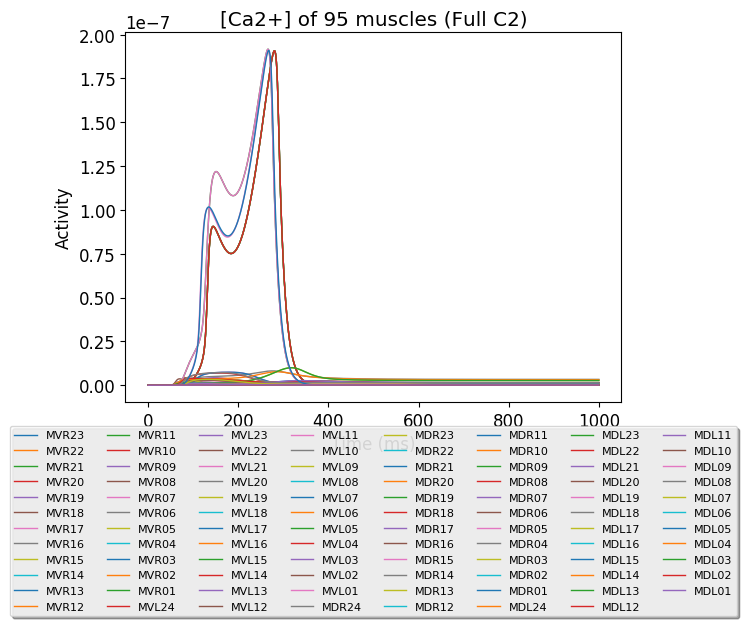 [Ca2+] of 95 muscles (Full C2)
1e−7
2.00
1.75
1.50
1.25
1.00
0.75
0.50
0.25
0.00
Activity
0 200 400 600 800 1000
Time (ms)
MVR23 MVR11 MVL23 MVL11 MDR23 MDR11 MDL23 MDL11
MVR22 MVR10 MVL22 MVL10 MDR22 MDR10 MDL22 MDL10
MVR21 MVR09 MVL21 MVL09 MDR21 MDR09 MDL21 MDL09
MVR20 MVR08 MVL20 MVL08 MDR20 MDR08 MDL20 MDL08
MVR19 MVR07 MVL19 MVL07 MDR19 MDR07 MDL19 MDL07
MVR18 MVR06 MVL18 MVL06 MDR18 MDR06 MDL18 MDL06
MVR17 MVR05 MVL17 MVL05 MDR17 MDR05 MDL17 MDL05
MVR16 MVR04 MVL16 MVL04 MDR16 MDR04 MDL16 MDL04
MVR15 MVR03 MVL15 MVL03 MDR15 MDR03 MDL15 MDL03
MVR14 MVR02 MVL14 MVL02 MDR14 MDR02 MDL14 MDL02
MVR13 MVR01 MVL13 MVL01 MDR13 MDR01 MDL13 MDL01
MVR12 MVL24 MVL12 MDR24 MDR12 MDL24 MDL12